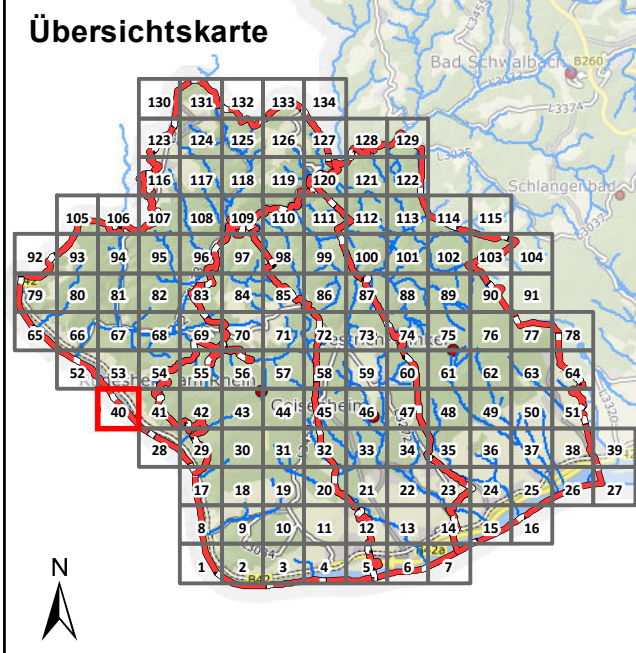 Übersichtskarte
Bad Schwalbach
B260
L3374
L3035
Schlangenbad
L3037
130 131 132 133 134
123 124 125 126 127 128 129
116 117 118 119 120 121 122
105 106 107 108 109 110 111 112 113 114 115
92 93 94 95 96 97 98 99 100 101 102 103 104
79 80 81 82 83 84 85 86 87 88 89 90 91
65 66 67 68 69 70 71 72 73 74 75 76 77 78
52 53 54 55 56 57 58 59 60 61 62 63 64
40 41 42 43 44 45 46 47 48 49 50 51
28 29 30 31 32 33 34 35 36 37 38 39
17 18 19 20 21 22 23 24 25 26 27
8 9 10 11 12 13 14 15 16
1 2 3 4 5 6 7
B42
B42a
N